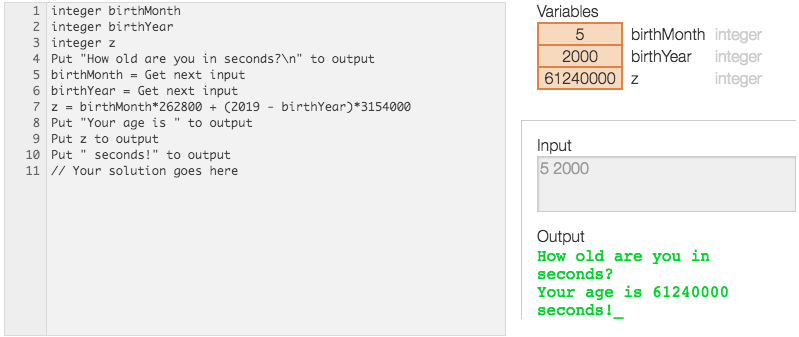 1 integer birthMonth
2 integer birthYear
3 integer z
4 Put "How old are you in seconds?\n" to output
5 birthMonth = Get next input
6 birthYear = Get next input
7 z = birthMonth*262800 + (2019 - birthYear)*3154000
8 Put "Your age is " to output
9 Put z to output
10 Put " seconds!" to output
11 // Your solution goes here
Variables
5 birthMonth integer
2000 birthYear integer
61240000 z integer
Input
5 2000
Output
How old are you in
seconds?
Your age is 61240000
seconds!_